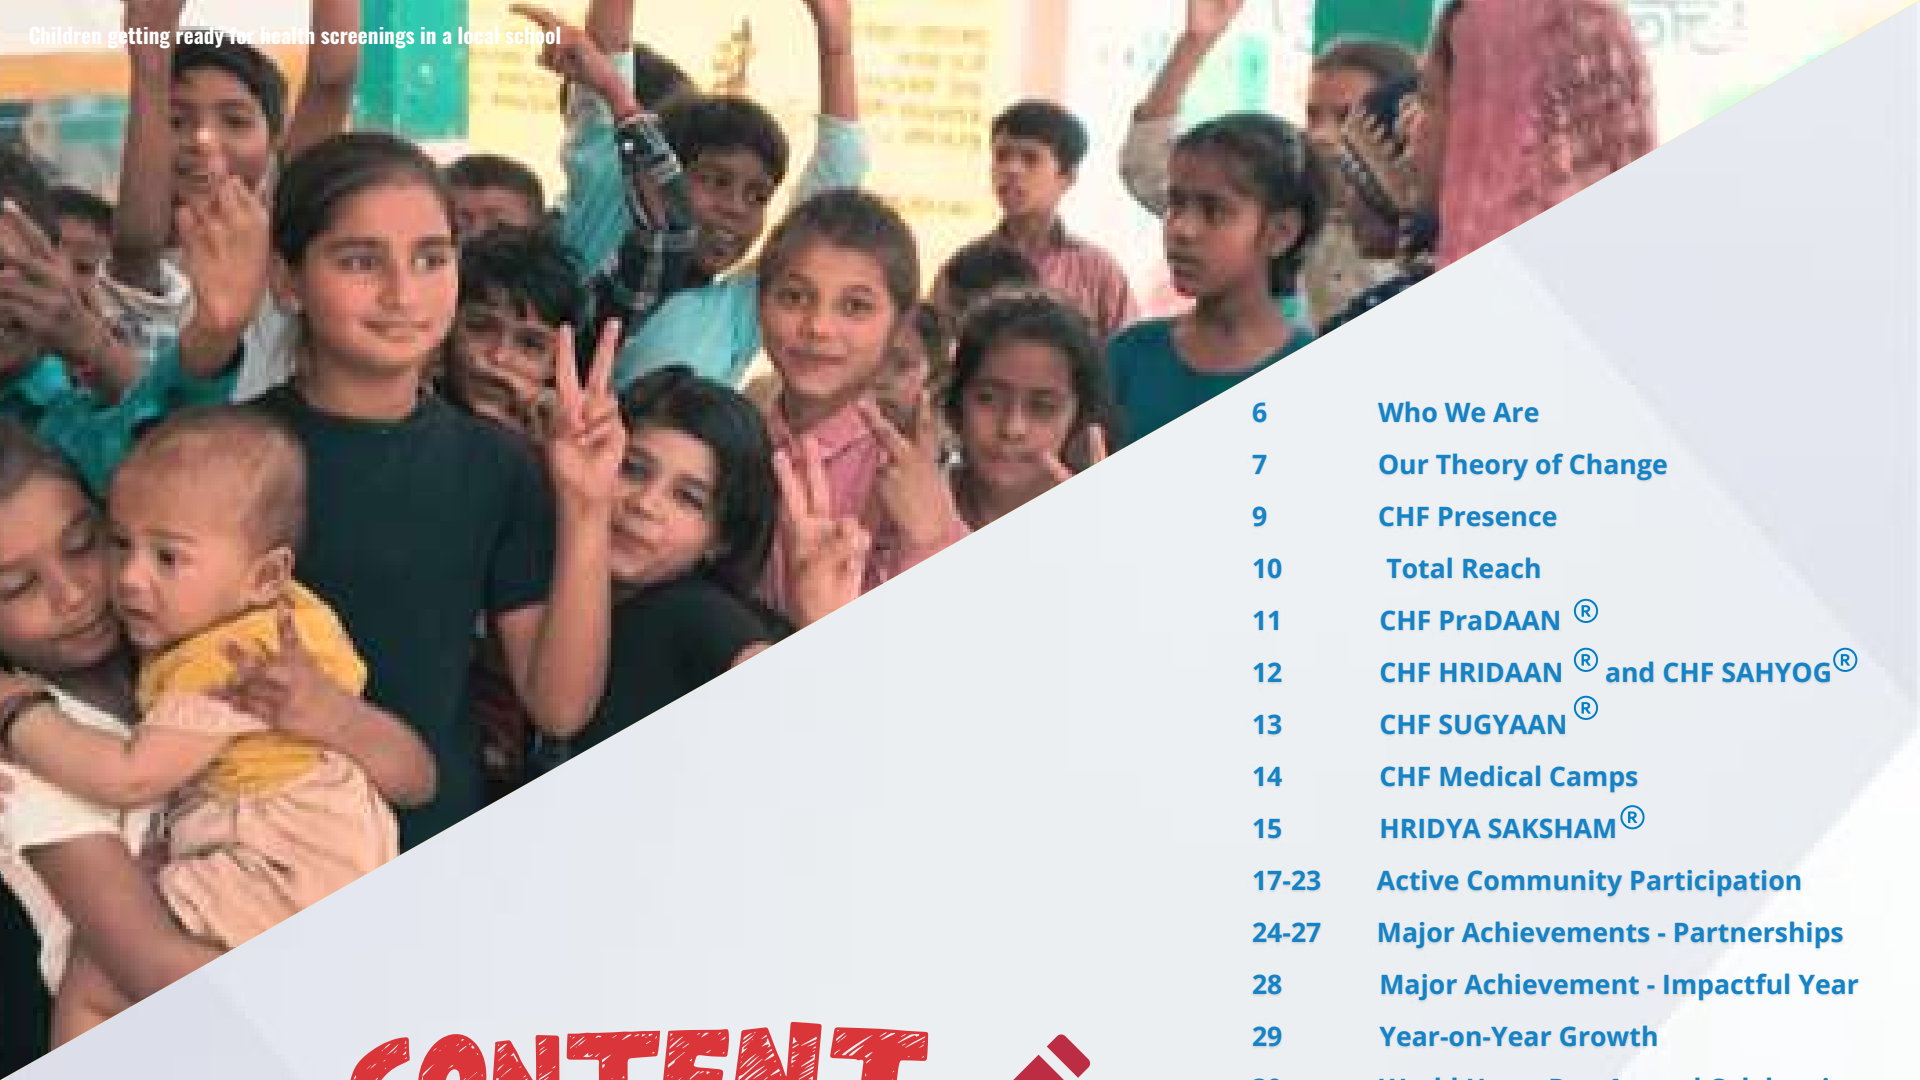 Children getting ready for health screenings in a local school
6 Who We Are
7 Our Theory of Change
9 CHF Presence
10 Total Reach
11 CHF PraDAAN ®
12 CHF HRIDAAN ® and CHF SAHYOG®
13 CHF SUGYAAN ®
14 CHF Medical Camps
15 HRIDYA SAKSHAM®
17-23 Active Community Participation
24-27 Major Achievements - Partnerships
28 Major Achievement - Impactful Year
29 Year-on-Year Growth
CONTENT